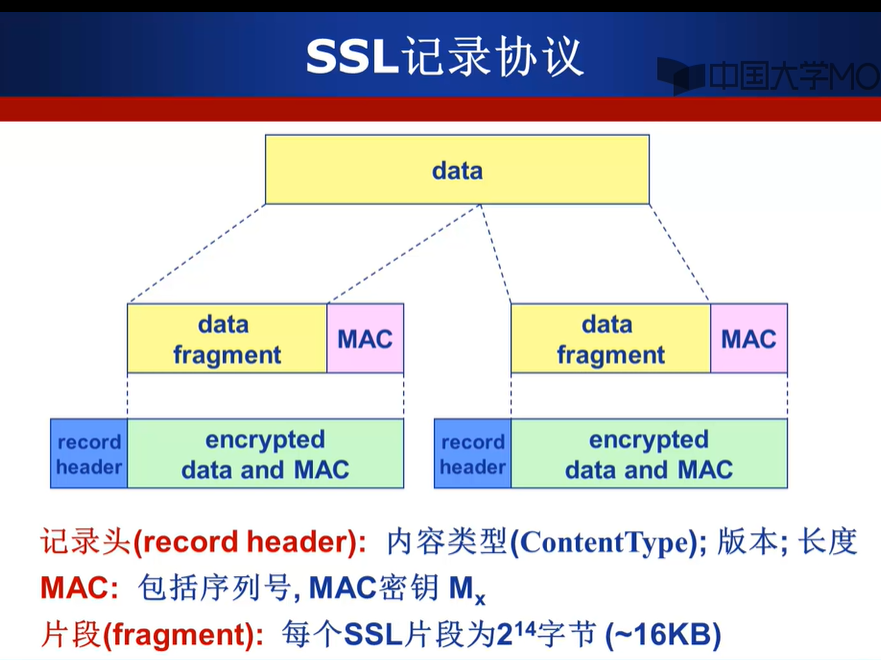 SSL记录协议
中国大学MO
data
data
fragment
MAC
data
fragment
MAC
record
header
encrypted
data and MAC
record
header
encrypted
data and MAC
记录头(record header): 内容类型(ContentType); 版本; 长度
MAC: 包括序列号, MAC密钥 Mx
片段(fragment): 每个SSL片段为2¹⁴字节 (~16KB)